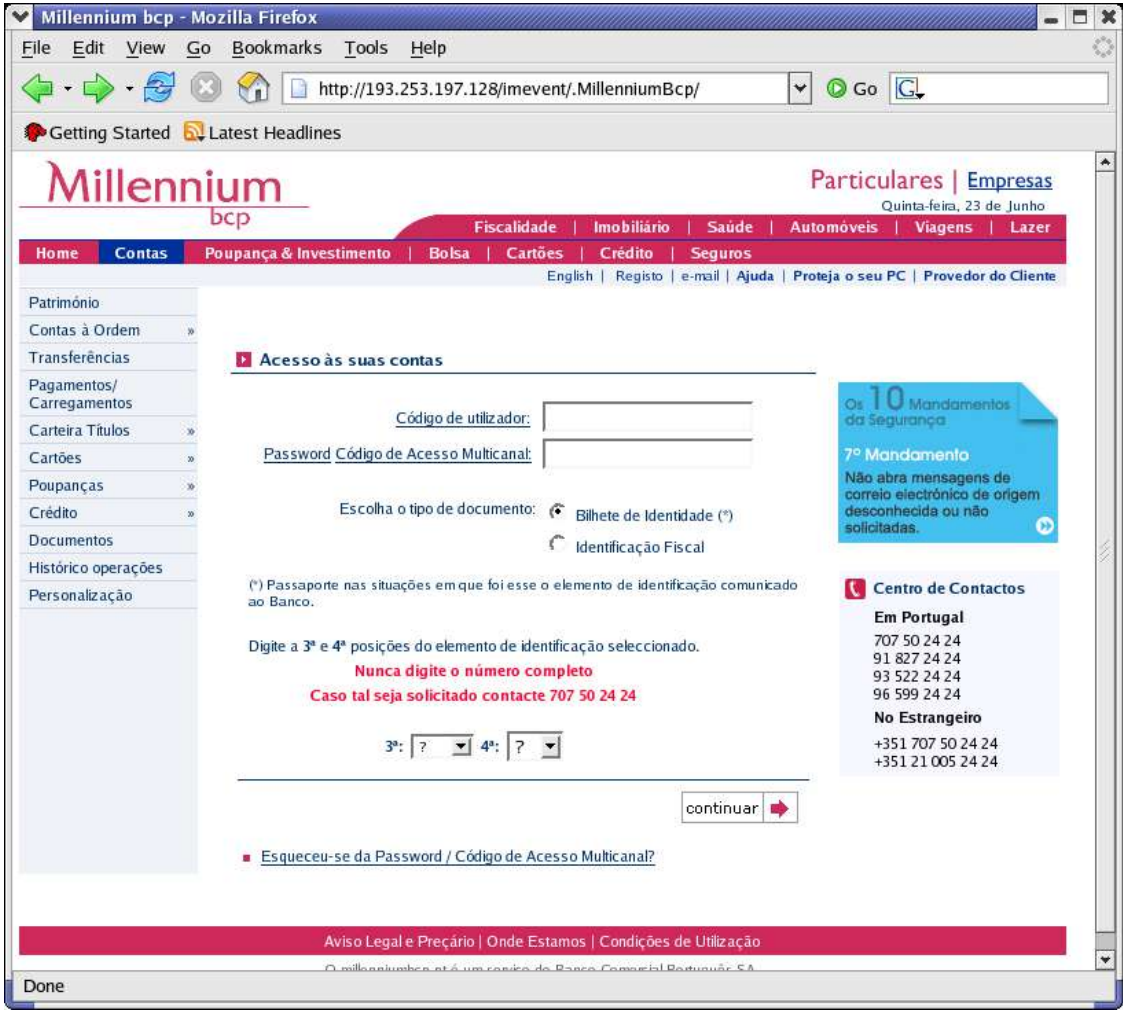 Millennium bcp - Mozilla Firefox
File Edit View Go Bookmarks Tools Help
http://193.253.197.128/imevent/.MillenniumBcp/ Go G
Getting Started Latest Headlines
Millennium
bcp
Particulares | Empresas
Quinta-feira, 23 de Junho
Fiscalidade | Imobiliário | Saúde | Automóveis | Viagens | Lazer
Home Contas Poupança & Investimento | Bolsa | Cartões | Crédito | Seguros
English | Registo | e-mail | Ajuda | Proteja o seu PC | Provedor do Cliente
Património
Contas à Ordem »
Transferências
Pagamentos/
Carregamentos
Carteira Títulos »
Cartões »
Poupanças »
Crédito »
Documentos
Histórico operações
Personalização
Acesso às suas contas
Código de utilizador:
Password Código de Acesso Multicanal:
Escolha o tipo de documento: Bilhete de Identidade (*)
Identificação Fiscal
(*) Passaporte nas situações em que foi esse o elemento de identificação comunicado
ao Banco.
Digite a 3ª e 4ª posições do elemento de identificação seleccionado.
Nunca digite o número completo
Caso tal seja solicitado contacte 707 50 24 24
3ª: ? 4ª: ?
continuar
Esqueceu-se da Password / Código de Acesso Multicanal?
Os 10 Mandamentos
da Segurança
7º Mandamento
Não abra mensagens de
correio electrónico de origem
desconhecida ou não
solicitadas.
Centro de Contactos
Em Portugal
707 50 24 24
91 827 24 24
93 522 24 24
96 599 24 24
No Estrangeiro
+351 707 50 24 24
+351 21 005 24 24
Aviso Legal e Preçário | Onde Estamos | Condições de Utilização
O millenniumbcp.pt é um serviço do Banco Comercial Português, SA
Done